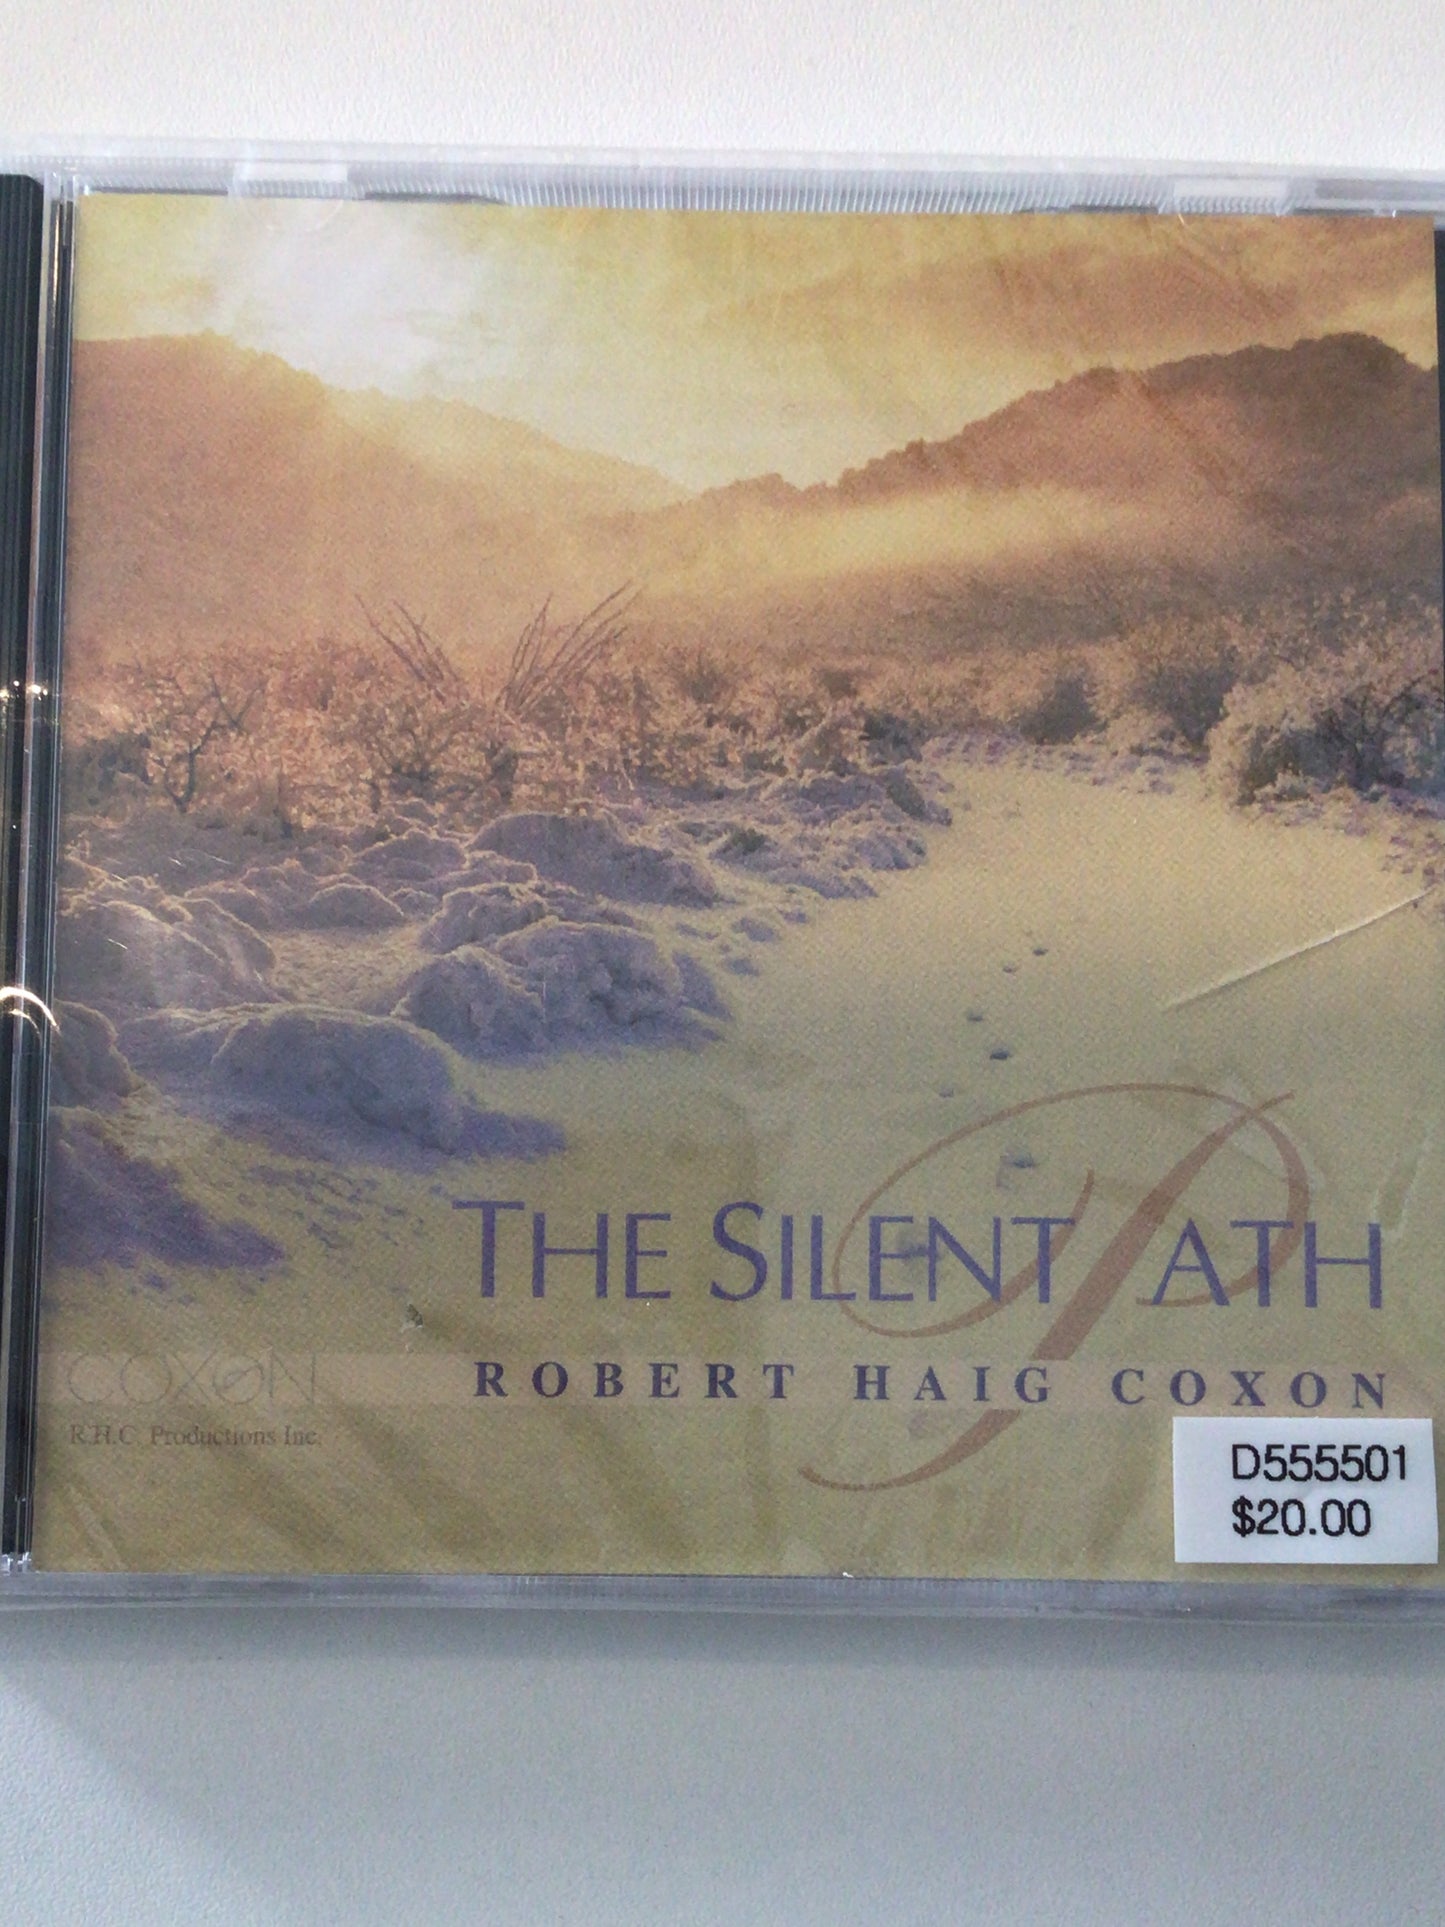 THE SILENT PATH
ROBERT HAIG COXON
COXON
R.H.C Productions Inc.
D555501
$20.00